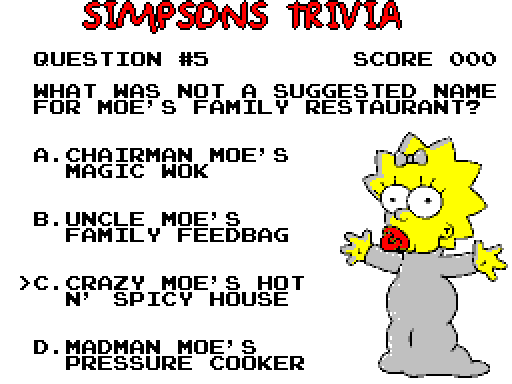 SIMPSONS TRIVIA
QUESTION #5 SCORE 000
WHAT WAS NOT A SUGGESTED NAME
FOR MOE'S FAMILY RESTAURANT?
A.CHAIRMAN MOE'S
MAGIC WOK
B.UNCLE MOE'S
FAMILY FEEDBAG
>C.CRAZY MOE'S HOT
N' SPICY HOUSE
D.MADMAN MOE'S
PRESSURE COOKER